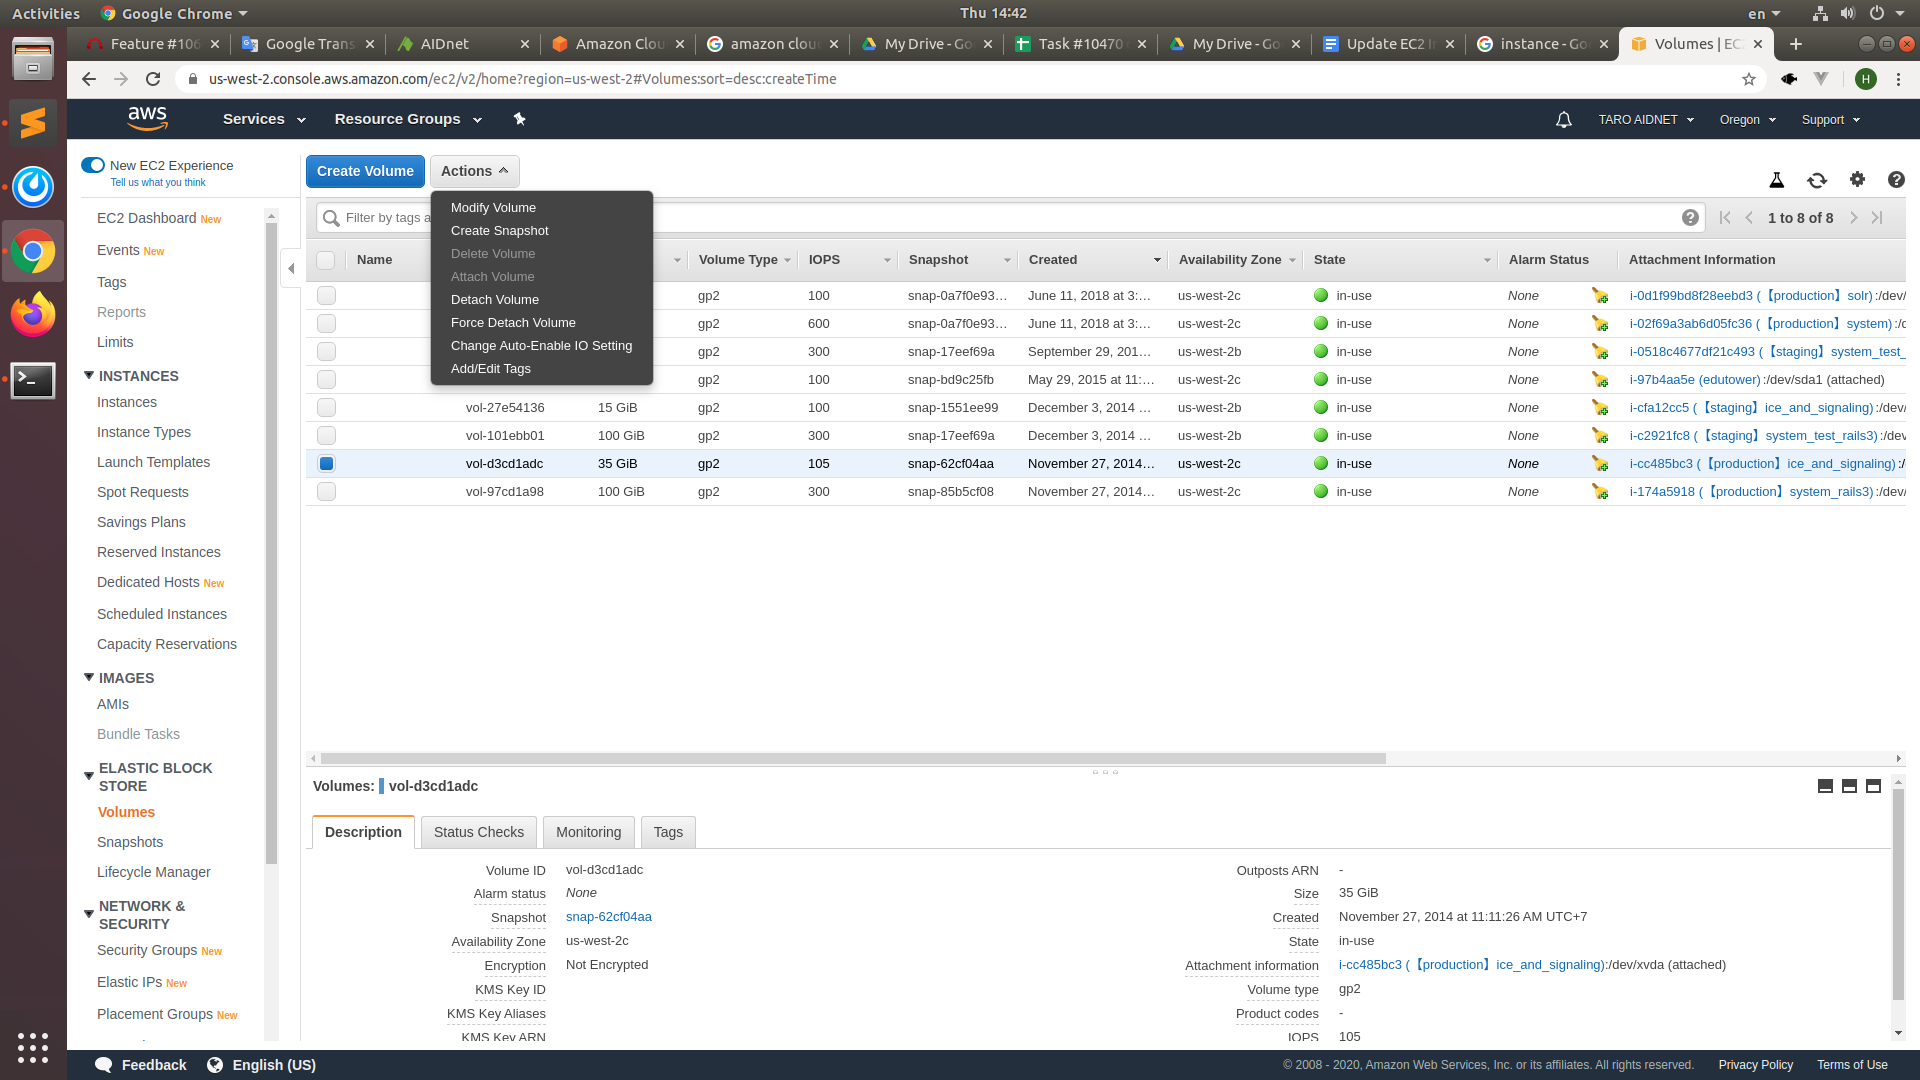 Activities
Google Chrome
Thu 14:42
en
Feature #106
Google Trans
AIDnet
Amazon Clou
amazon clou
My Drive - Go
Task #10470
My Drive - Go
Update EC2 I
instance - Go
Volumes | EC2
us-west-2.console.aws.amazon.com/ec2/v2/home?region=us-west-2#Volumes:sort=desc:createTime
H
aws
Services
Resource Groups
TARO AIDNET
Oregon
Support
New EC2 Experience
Tell us what you think
EC2 Dashboard New
Events New
Tags
Reports
Limits
INSTANCES
Instances
Instance Types
Launch Templates
Spot Requests
Savings Plans
Reserved Instances
Dedicated Hosts New
Scheduled Instances
Capacity Reservations
IMAGES
AMIs
Bundle Tasks
ELASTIC BLOCK
STORE
Volumes
Snapshots
Lifecycle Manager
NETWORK &
SECURITY
Security Groups New
Elastic IPs New
Placement Groups New
Create Volume
Actions
Modify Volume
Create Snapshot
Delete Volume
Attach Volume
Detach Volume
Force Detach Volume
Change Auto-Enable IO Setting
Add/Edit Tags
Filter by tags a
1 to 8 of 8
Name Volume Type IOPS Snapshot Created Availability Zone State Alarm Status Attachment Information
gp2 100 snap-0a7f0e93... June 11, 2018 at 3:... us-west-2c in-use None i-0d1f99bd8f28eebd3 (【production】solr):/dev/
gp2 600 snap-0a7f0e93... June 11, 2018 at 3:... us-west-2c in-use None i-02f69a3ab6d05fc36 (【production】system):/
gp2 300 snap-17eef69a September 29, 201... us-west-2b in-use None i-0518c4677df21c493 (【staging】system_test_
gp2 100 snap-bd9c25fb May 29, 2015 at 11:... us-west-2c in-use None i-97b4aa5e (edutower):/dev/sda1 (attached)
vol-27e54136 15 GiB gp2 100 snap-1551ee99 December 3, 2014 ... us-west-2b in-use None i-cfa12cc5 (【staging】ice_and_signaling):/dev/
vol-101ebb01 100 GiB gp2 300 snap-17eef69a December 3, 2014 ... us-west-2b in-use None i-c2921fc8 (【staging】system_test_rails3):/dev
vol-d3cd1adc 35 GiB gp2 105 snap-62cf04aa November 27, 2014... us-west-2c in-use None i-cc485bc3 (【production】ice_and_signaling):/
vol-97cd1a98 100 GiB gp2 300 snap-85b5cf08 November 27, 2014... us-west-2c in-use None i-174a5918 (【production】system_rails3):/dev/
Volumes: vol-d3cd1adc
Description
Status Checks
Monitoring
Tags
Volume ID vol-d3cd1adc
Alarm status None
Snapshot snap-62cf04aa
Availability Zone us-west-2c
Encryption Not Encrypted
KMS Key ID
KMS Key Aliases
KMS Key ARN
Outposts ARN -
Size 35 GiB
Created November 27, 2014 at 11:11:26 AM UTC+7
State in-use
Attachment information i-cc485bc3 (【production】ice_and_signaling):/dev/xvda (attached)
Volume type gp2
Product codes -
IOPS 105
Feedback
English (US)
© 2008 - 2020, Amazon Web Services, Inc. or its affiliates. All rights reserved.
Privacy Policy
Terms of Use